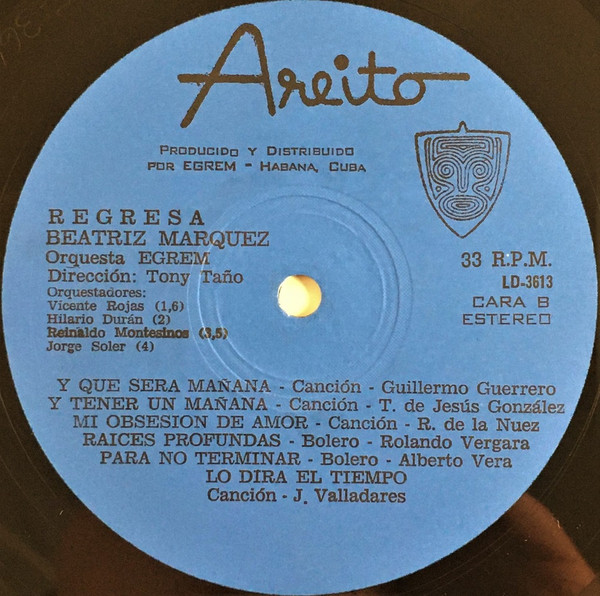 Areito
PRODUCIDO Y DISTRIBUIDO
POR EGREM - HABANA, CUBA
REGRESA
BEATRIZ MARQUEZ
Orquesta EGREM
Dirección: Tony Taño
Orquestadores:
Vicente Rojas (1,6)
Hilario Durán (2)
Reinaldo Montesinos (3,5)
Jorge Soler (4)
33 R.P.M.
LD-3613
CARA B
ESTEREO
Y QUE SERA MAÑANA - Canción - Guillermo Guerrero
Y TENER UN MAÑANA - Canción - T. de Jesús González
MI OBSESION DE AMOR - Canción - R. de la Nuez
RAICES PROFUNDAS - Bolero - Rolando Vergara
PARA NO TERMINAR - Bolero - Alberto Vera
LO DIRA EL TIEMPO
Canción - J. Valladares